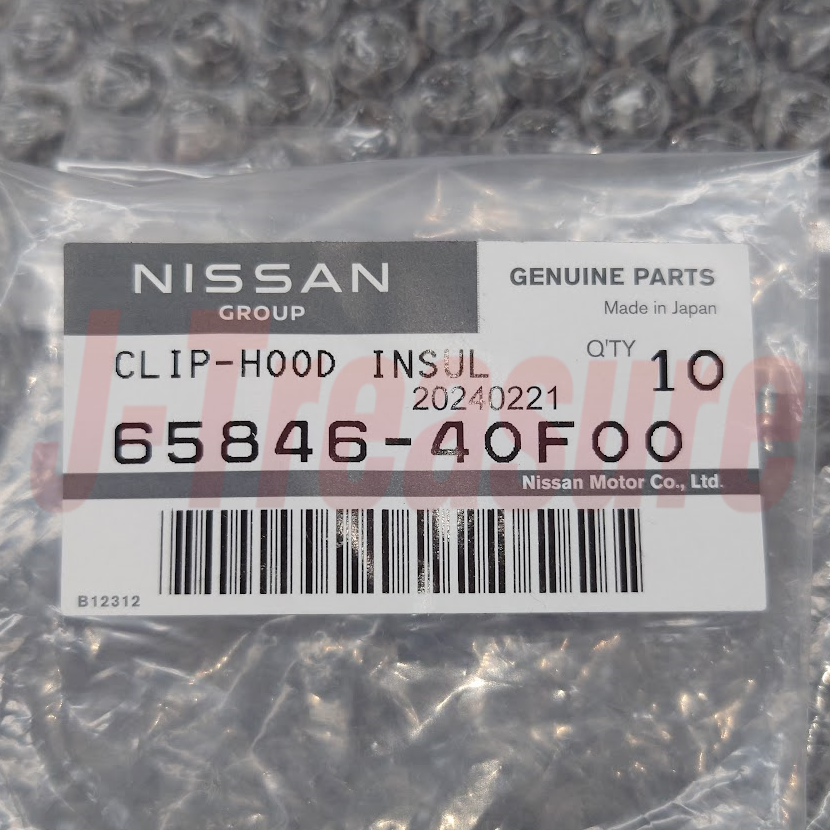 NISSAN
GROUP
GENUINE PARTS
Made in Japan
CLIP-HOOD INSUL
Q'TY 10
20240221
65846-40F00
J-Treasure
Nissan Motor Co., Ltd.
B12312